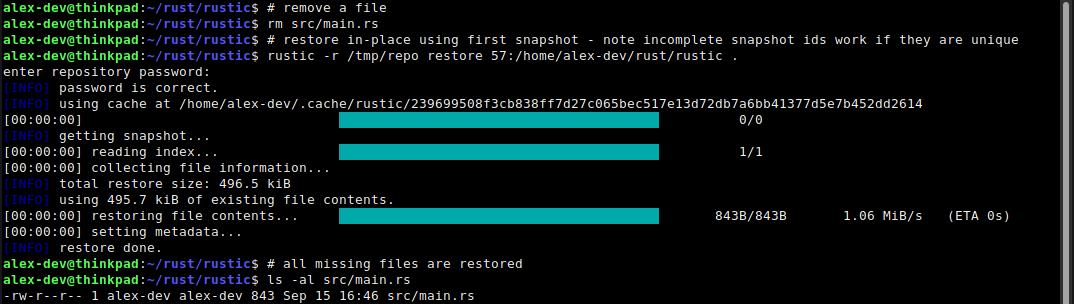 alex-dev@thinkpad:~/rust/rustic$ # remove a file
alex-dev@thinkpad:~/rust/rustic$ rm src/main.rs
alex-dev@thinkpad:~/rust/rustic$ # restore in-place using first snapshot - note incomplete snapshot ids work if they are unique
alex-dev@thinkpad:~/rust/rustic$ rustic -r /tmp/repo restore 57:/home/alex-dev/rust/rustic .
enter repository password:
[INFO] password is correct.
[INFO] using cache at /home/alex-dev/.cache/rustic/239699508f3cb838ff7d27c065bec517e13d72db7a6bb41377d5e7b452dd2614
[00:00:00] 0/0
[INFO] getting snapshot...
[00:00:00] reading index... 1/1
[00:00:00] collecting file information...
[INFO] total restore size: 496.5 kiB
[INFO] using 495.7 kiB of existing file contents.
[00:00:00] restoring file contents... 843B/843B 1.06 MiB/s (ETA 0s)
[00:00:00] setting metadata...
[INFO] restore done.
alex-dev@thinkpad:~/rust/rustic$ # all missing files are restored
alex-dev@thinkpad:~/rust/rustic$ ls -al src/main.rs
-rw-r--r-- 1 alex-dev alex-dev 843 Sep 15 16:46 src/main.rs